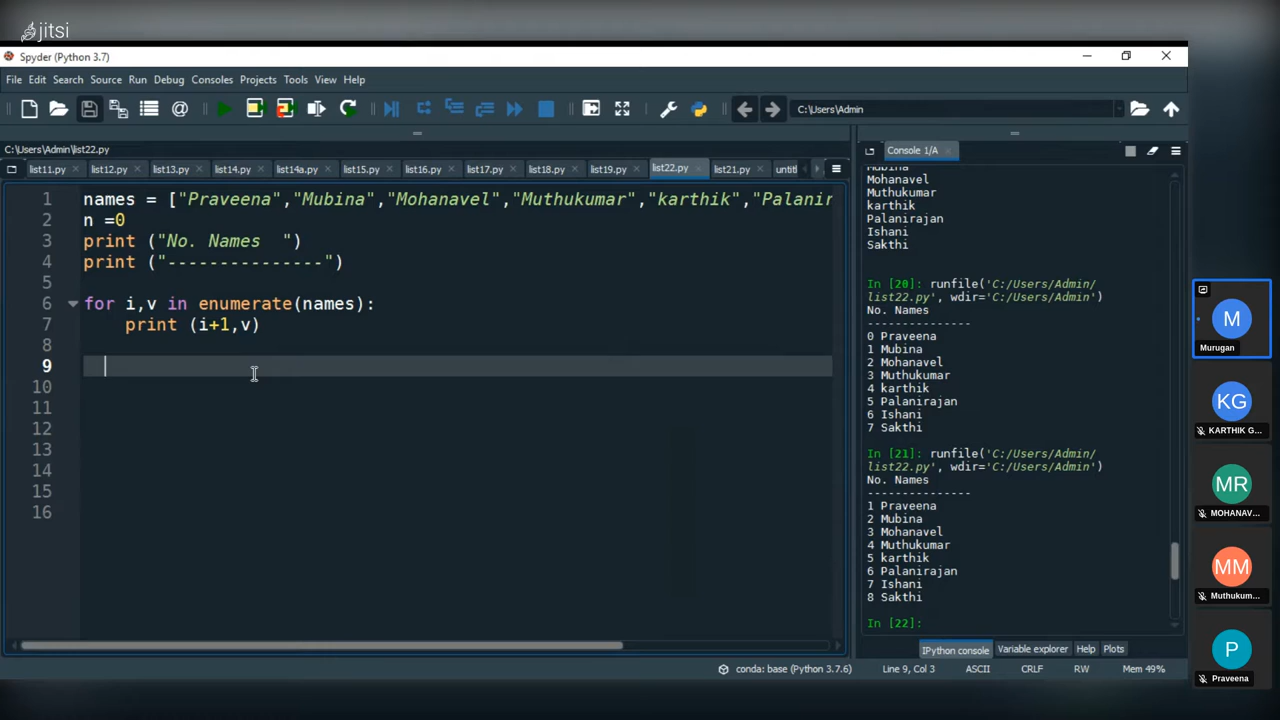 jitsi
Spyder (Python 3.7)
File Edit Search Source Run Debug Consoles Projects Tools View Help
C:\Users\Admin
C:\Users\Admin\list22.py
list11.py list12.py list13.py list14.py list14a.py list15.py list16.py list17.py list18.py list19.py list22.py list21.py untitl
1 names = ["Praveena","Mubina","Mohanavel","Muthukumar","karthik","Palanir
2 n =0
3 print ("No. Names  ")
4 print ("---------------")
5
6 for i,v in enumerate(names):
7     print (i+1,v)
8
9
10
11
12
13
14
15
16
Console 1/A
Mubina
Mohanavel
Muthukumar
karthik
Palanirajan
Ishani
Sakthi
In [20]: runfile('C:/Users/Admin/
list22.py', wdir='C:/Users/Admin')
No. Names
---------------
0 Praveena
1 Mubina
2 Mohanavel
3 Muthukumar
4 karthik
5 Palanirajan
6 Ishani
7 Sakthi
In [21]: runfile('C:/Users/Admin/
list22.py', wdir='C:/Users/Admin')
No. Names
---------------
1 Praveena
2 Mubina
3 Mohanavel
4 Muthukumar
5 karthik
6 Palanirajan
7 Ishani
8 Sakthi
In [22]:
IPython console Variable explorer Help Plots
conda: base (Python 3.7.6) Line 9, Col 3 ASCII CRLF RW Mem 49%
M
Murugan
KG
KARTHIK G...
MR
MOHANAV...
MM
Muthukum...
P
Praveena